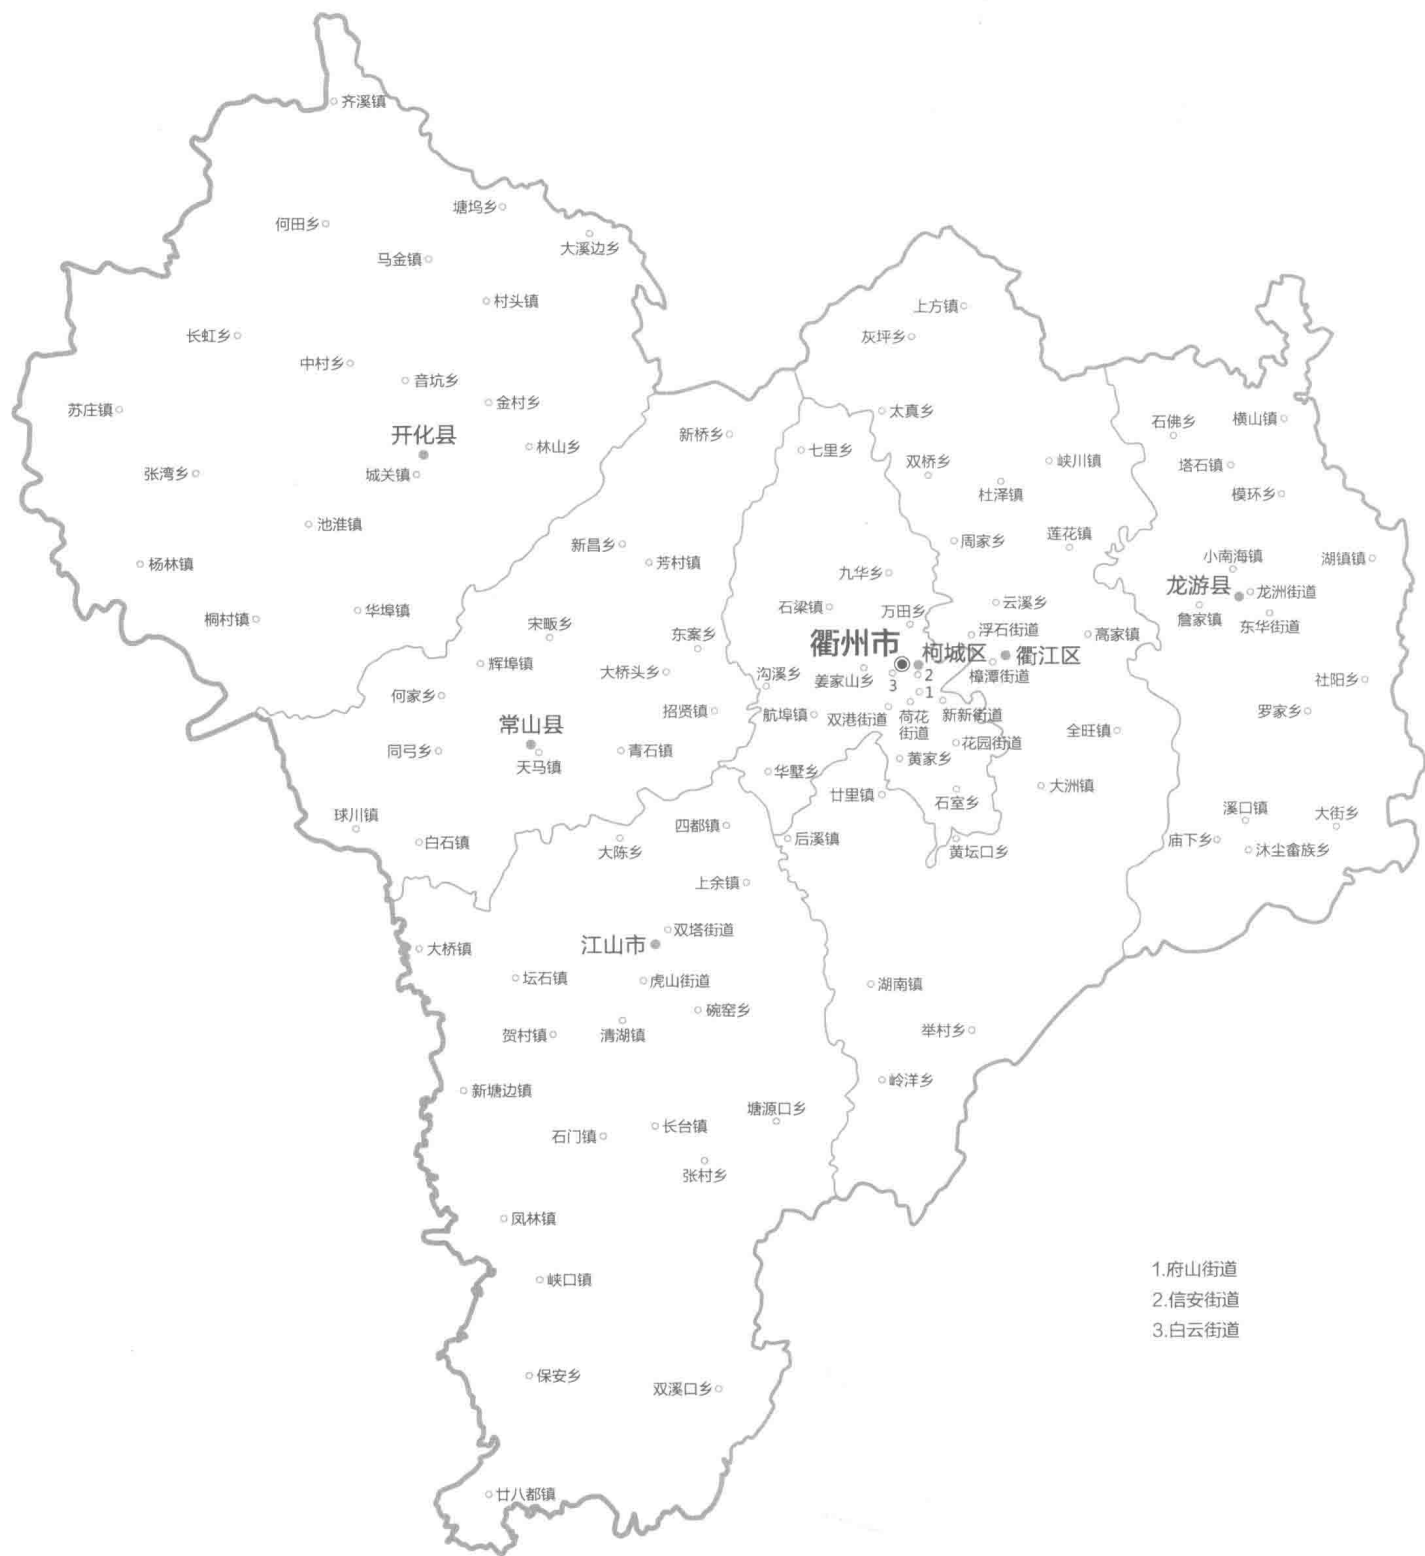 齐溪镇
塘坞乡
何田乡
大溪边乡
马金镇
村头镇
上方镇
长虹乡
灰坪乡
中村乡
音坑乡
金村乡
苏庄镇
太真乡
石佛乡
横山镇
开化县
新桥乡
林山乡
七里乡
双桥乡
峡川镇
塔石镇
张湾乡
城关镇
杜泽镇
模环乡
池淮镇
新昌乡
周家乡
莲花镇
芳村镇
小南海镇
湖镇镇
杨林镇
九华乡
龙游县
龙洲街道
石梁镇
万田乡
云溪乡
詹家镇
东华街道
桐村镇
华埠镇
宋畈乡
东案乡
浮石街道
高家镇
衢州市
柯城区
衢江区
辉埠镇
大桥头乡
沟溪乡
姜家山乡
3
2
樟潭街道
社阳乡
何家乡
1
招贤镇
航埠镇
双港街道
荷花
街道
新新街道
罗家乡
常山县
同弓乡
天马镇
青石镇
花园街道
全旺镇
黄家乡
华墅乡
廿里镇
石室乡
大洲镇
球川镇
白石镇
四都镇
大陈乡
后溪镇
黄坛口乡
溪口镇
大街乡
庙下乡
沐尘畲族乡
上余镇
双塔街道
江山市
大桥镇
坛石镇
虎山街道
湖南镇
碗窑乡
贺村镇
清湖镇
举村乡
新塘边镇
岭洋乡
塘源口乡
石门镇
长台镇
张村乡
凤林镇
峡口镇
1.府山街道
2.信安街道
3.白云街道
保安乡
双溪口乡
廿八都镇